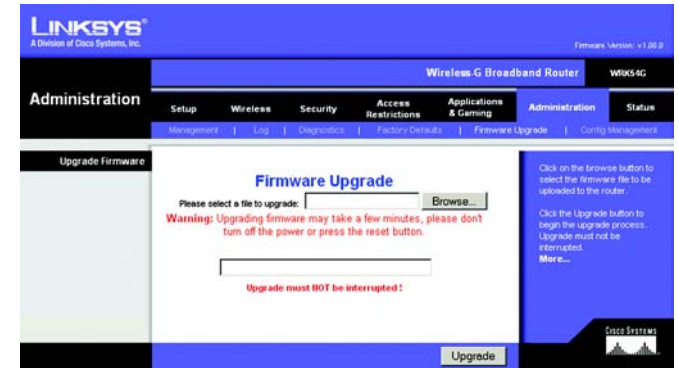 LINKSYS®
A Division of Cisco Systems, Inc.
Firmware Version: v1.00.0
Wireless-G Broadband Router WRK54G
Administration
Setup Wireless Security Access Restrictions Applications & Gaming Administration Status
Management | Log | Diagnostics | Factory Defaults | Firmware Upgrade | Config Management
Upgrade Firmware
Firmware Upgrade
Please select a file to upgrade: Browse...
Warning: Upgrading firmware may take a few minutes, please don't
turn off the power or press the reset button.
Upgrade must NOT be interrupted !
Upgrade
Click on the browse button to
select the firmware file to be
uploaded to the router.
Click the Upgrade button to
begin the upgrade process.
Upgrade must not be
interrupted.
More...
CISCO SYSTEMS